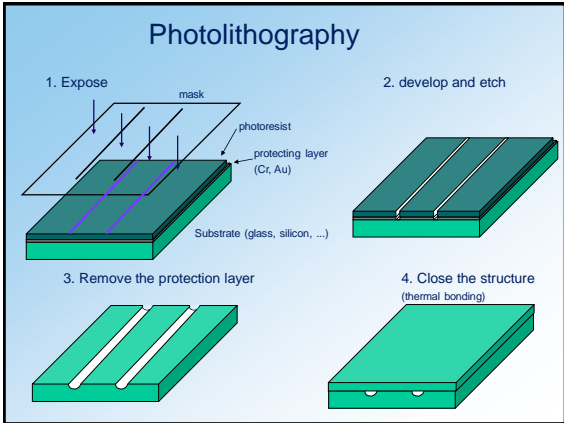 Photolithography
1. Expose
mask
photoresist
protecting layer
(Cr, Au)
Substrate (glass, silicon, ...)
2. develop and etch
3. Remove the protection layer
4. Close the structure
(thermal bonding)